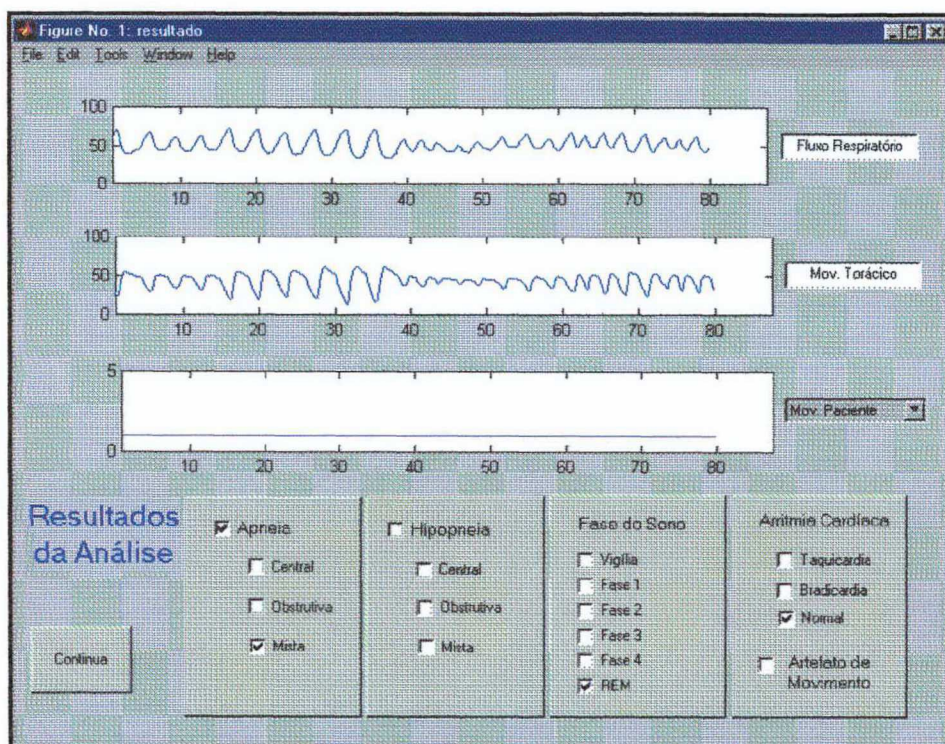 Figure No. 1: resultado
File Edit Tools Window Help
100
50
0
10 20 30 40 50 60 70 80
Fluxo Respiratório
100
50
0
10 20 30 40 50 60 70 80
Mov. Torácico
5
0
10 20 30 40 50 60 70 80
Mov. Paciente
Resultados
da Análise
Continua
Apneia
Central
Obstrutiva
Mista
Hipopneia
Central
Obstrutiva
Mista
Fase do Sono
Vigília
Fase 1
Fase 2
Fase 3
Fase 4
REM
Arritmia Cardíaca
Taquicardia
Bradicardia
Normal
Artefato de
Movimento